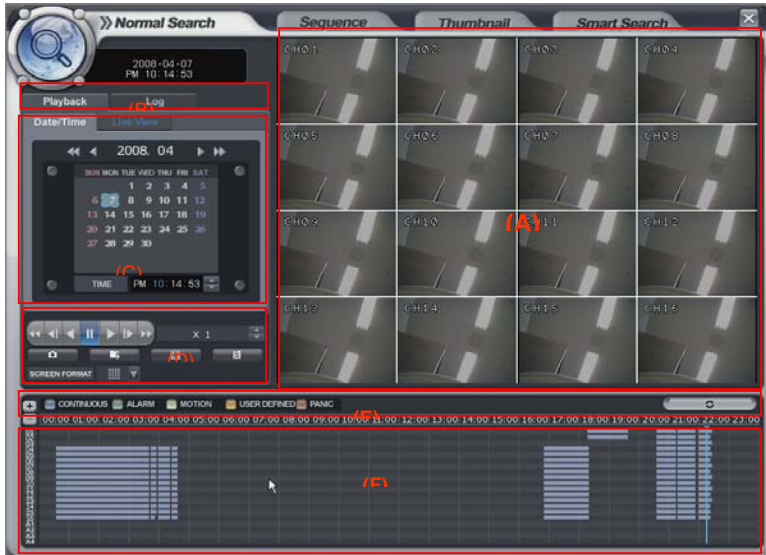 Normal Search
Sequence
Thumbnail
Smart Search
2008-04-07
PM 10:14:53
Playback
Log
(B)
Date/Time
Live View
2008. 04
SUN MON TUE WED THU FRI SAT
1 2 3 4 5
6 7 8 9 10 11 12
13 14 15 16 17 18 19
20 21 22 23 24 25 26
27 28 29 30
(C)
TIME
PM 10:14:53
X 1
(D)
SCREEN FORMAT
CH01
CH02
CH03
CH04
CH05
CH06
CH07
CH08
CH09
CH10
CH11
CH12
(A)
CH13
CH14
CH15
CH16
CONTINUOUS
ALARM
MOTION
USER DEFINED
PANIC
00:00 01:00 02:00 03:00 04:00 05:00 06:00 07:00 08:00 09:00 10:00 11:00 12:00 13:00 14:00 15:00 16:00 17:00 18:00 19:00 20:00 21:00 22:00 23:00